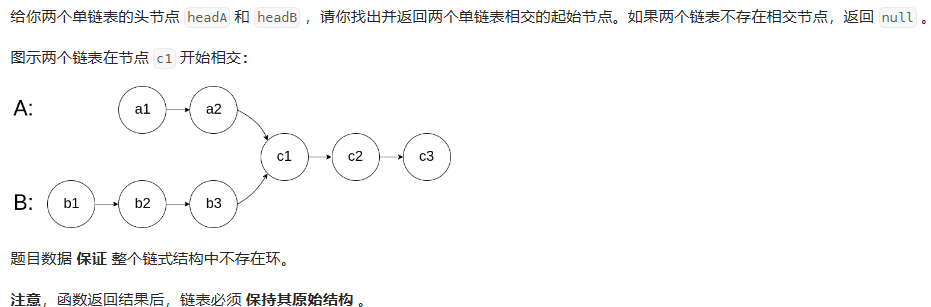 给你两个单链表的头节点 headA 和 headB ，请你找出并返回两个单链表相交的起始节点。如果两个链表不存在相交节点，返回 null 。
图示两个链表在节点 c1 开始相交：
A: a1 a2
c1 c2 c3
B: b1 b2 b3
题目数据 保证 整个链式结构中不存在环。
注意，函数返回结果后，链表必须 保持其原始结构 。